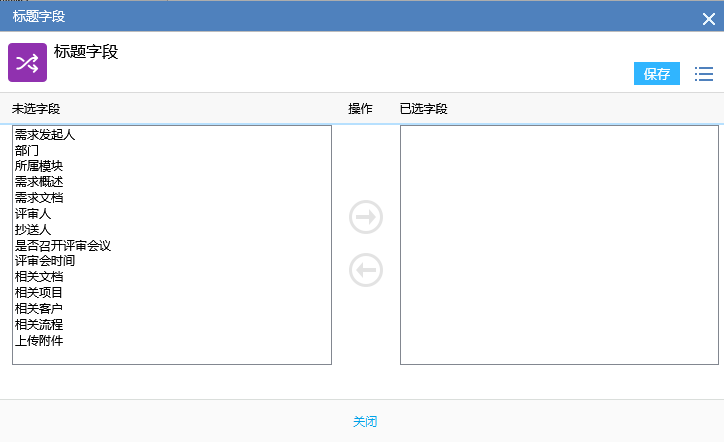 标题字段
标题字段
保存
未选字段 操作 已选字段
需求发起人
部门
所属模块
需求概述
需求文档
评审人
抄送人
是否召开评审会议
评审会时间
相关文档
相关项目
相关客户
相关流程
上传附件
关闭